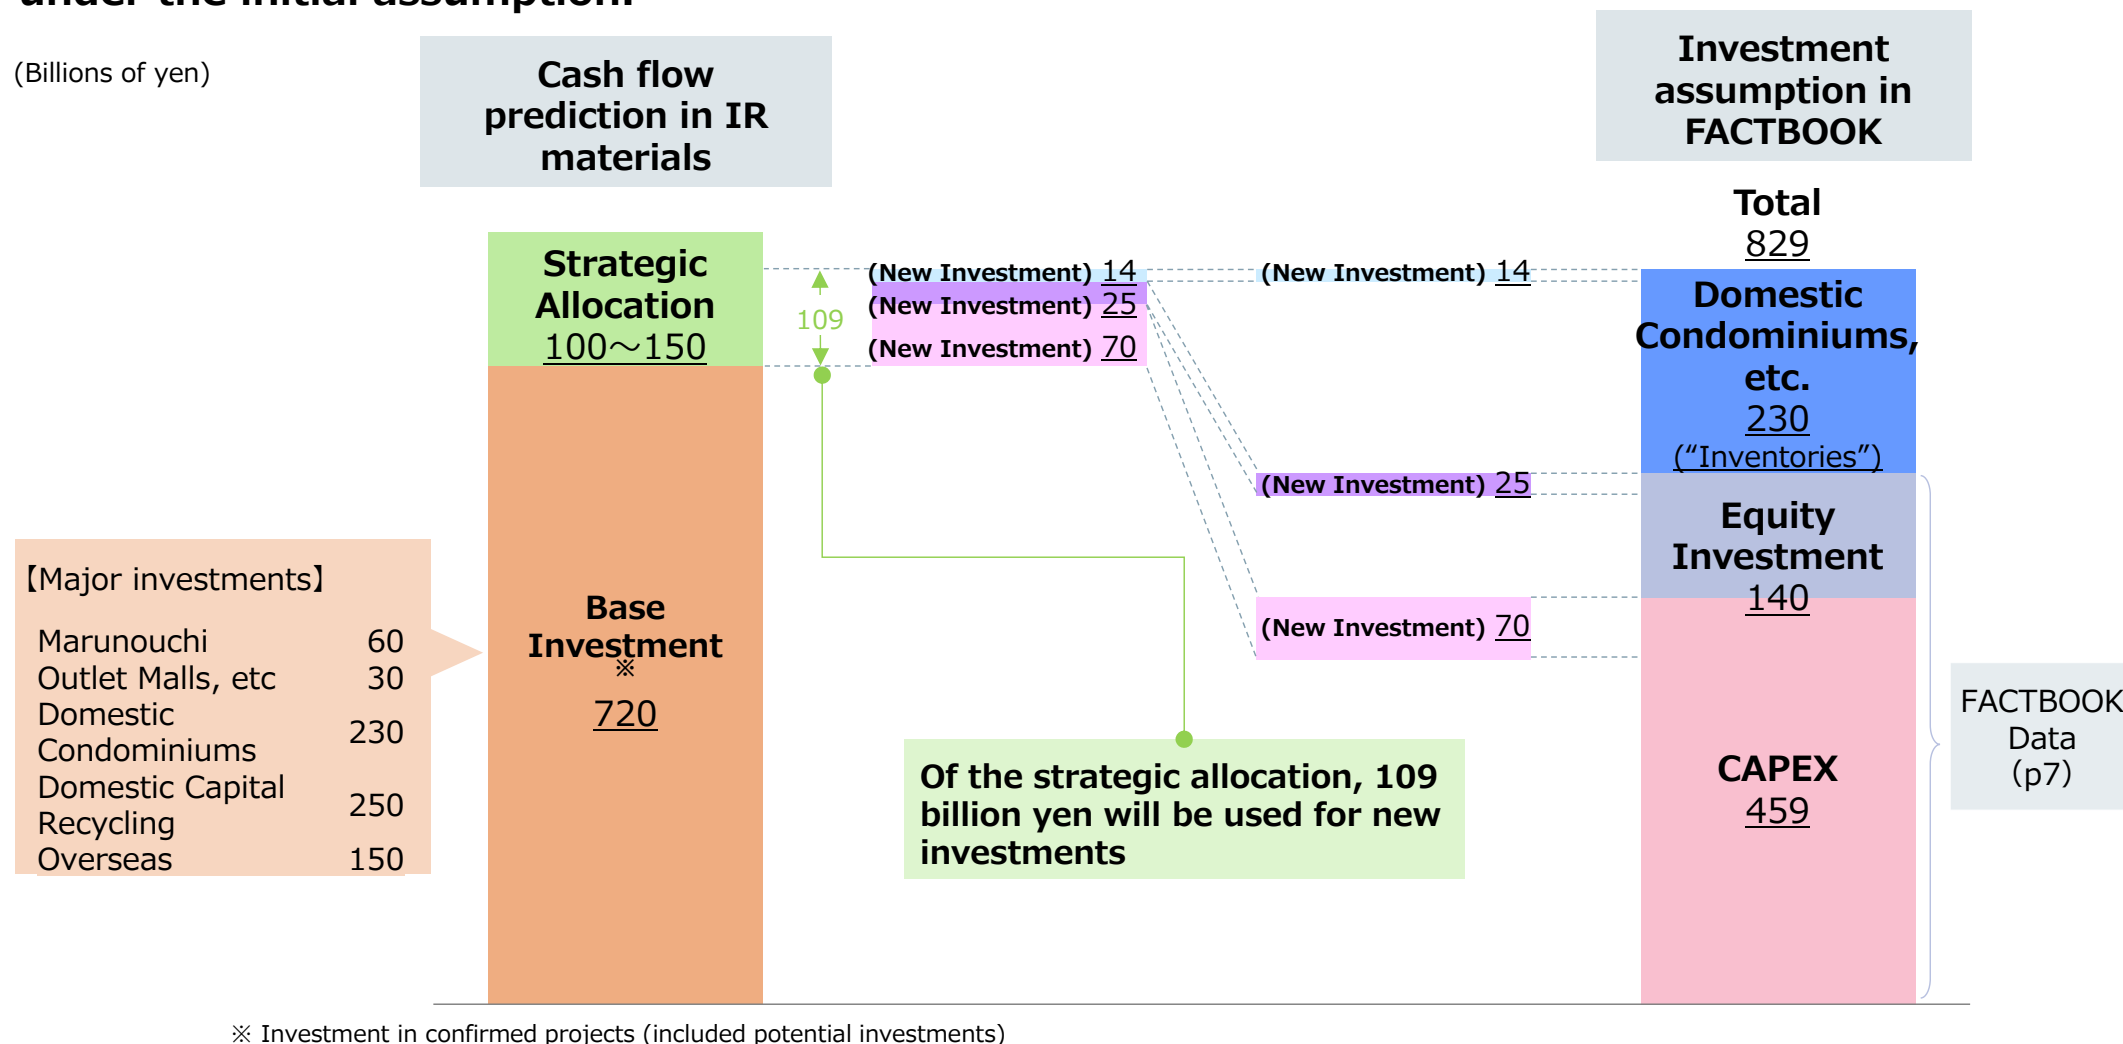 under the initial assumption.
(Billions of yen)
Cash flow
prediction in IR
materials
Investment
assumption in
FACTBOOK
Total
829
Strategic
Allocation
100～150
109
(New Investment) 14
(New Investment) 25
(New Investment) 70
(New Investment) 14
(New Investment) 25
(New Investment) 70
Domestic
Condominiums,
etc.
230
(“Inventories”)
Equity
Investment
140
CAPEX
459
FACTBOOK
Data
(p7)
Base
Investment
※
720
【Major investments】
Marunouchi 60
Outlet Malls, etc 30
Domestic
Condominiums 230
Domestic Capital
Recycling 250
Overseas 150
Of the strategic allocation, 109
billion yen will be used for new
investments
※ Investment in confirmed projects (included potential investments)